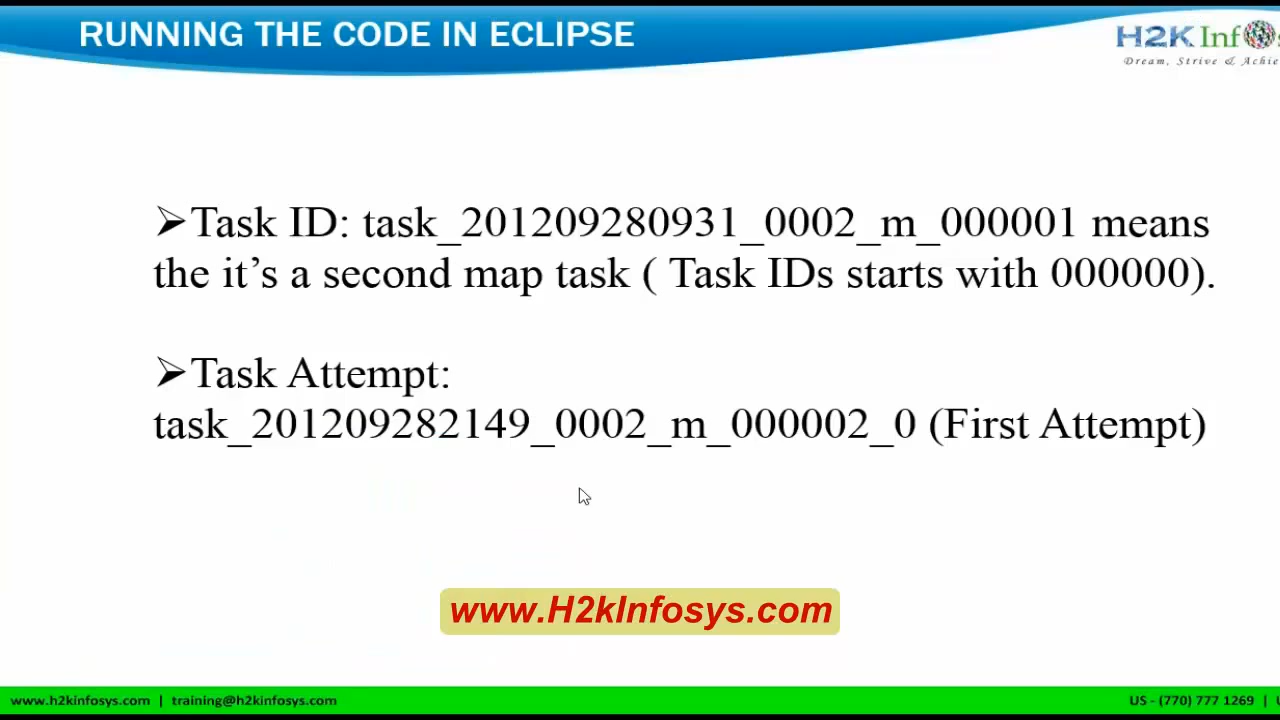 RUNNING THE CODE IN ECLIPSE
H2K Infos
Dream, Strive & Achie
➢Task ID: task_201209280931_0002_m_000001 means
the it’s a second map task ( Task IDs starts with 000000).
➢Task Attempt:
task_201209282149_0002_m_000002_0 (First Attempt)
www.H2kInfosys.com
www.h2kinfosys.com | training@h2kinfosys.com
US - (770) 777 1269 |